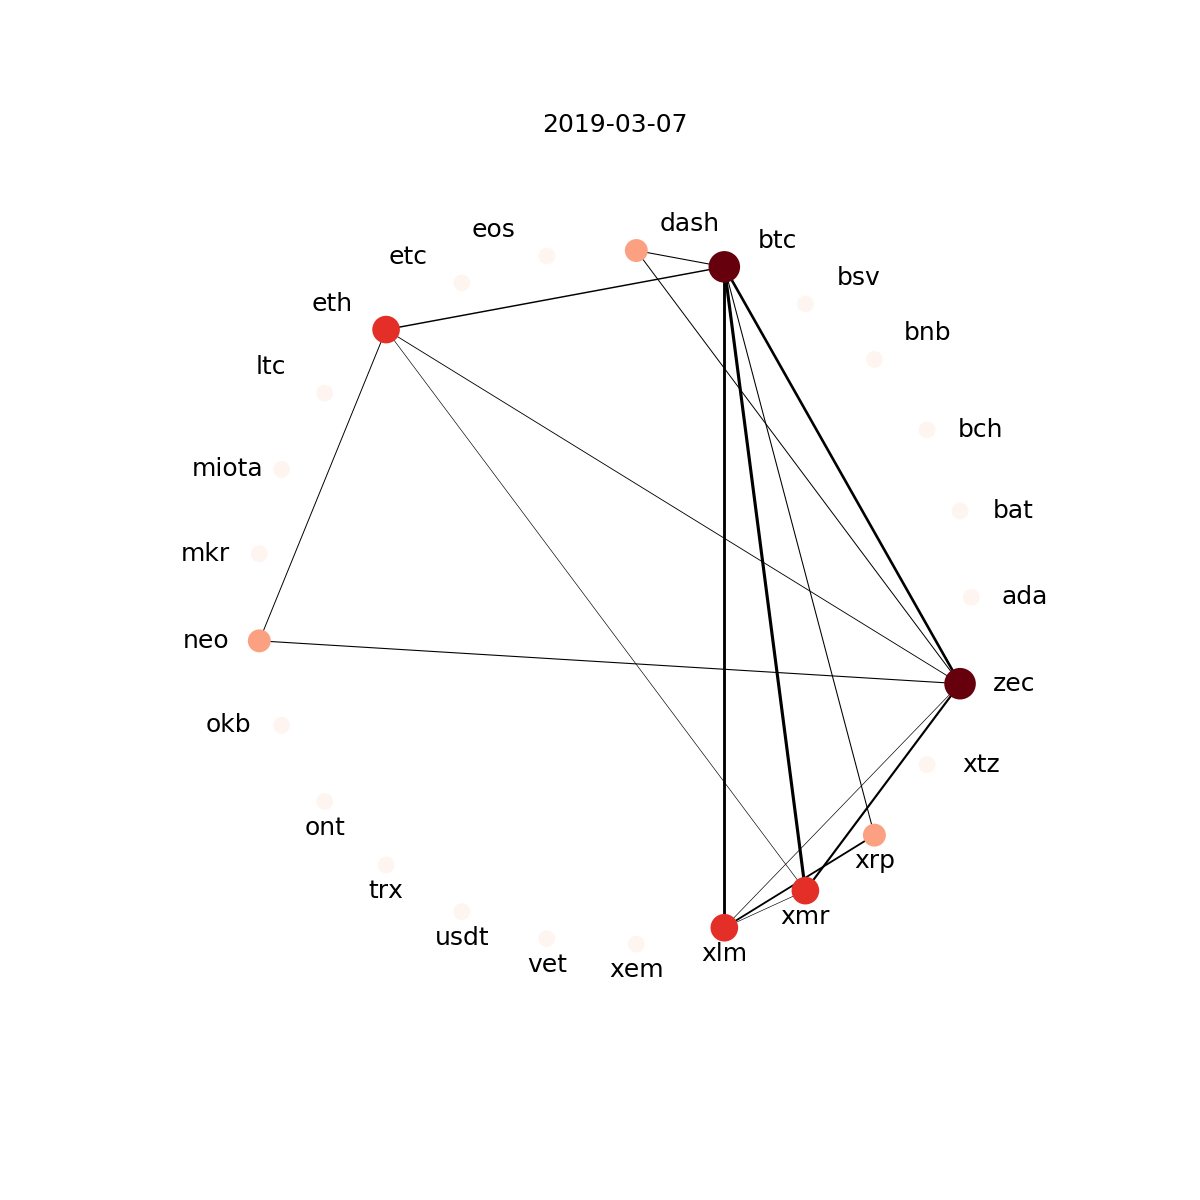 2019-03-07
dash
eos
btc
etc
bsv
eth
bnb
ltc
bch
miota
bat
mkr
ada
neo
zec
okb
xtz
ont
xrp
trx
xmr
usdt
xlm
vet
xem